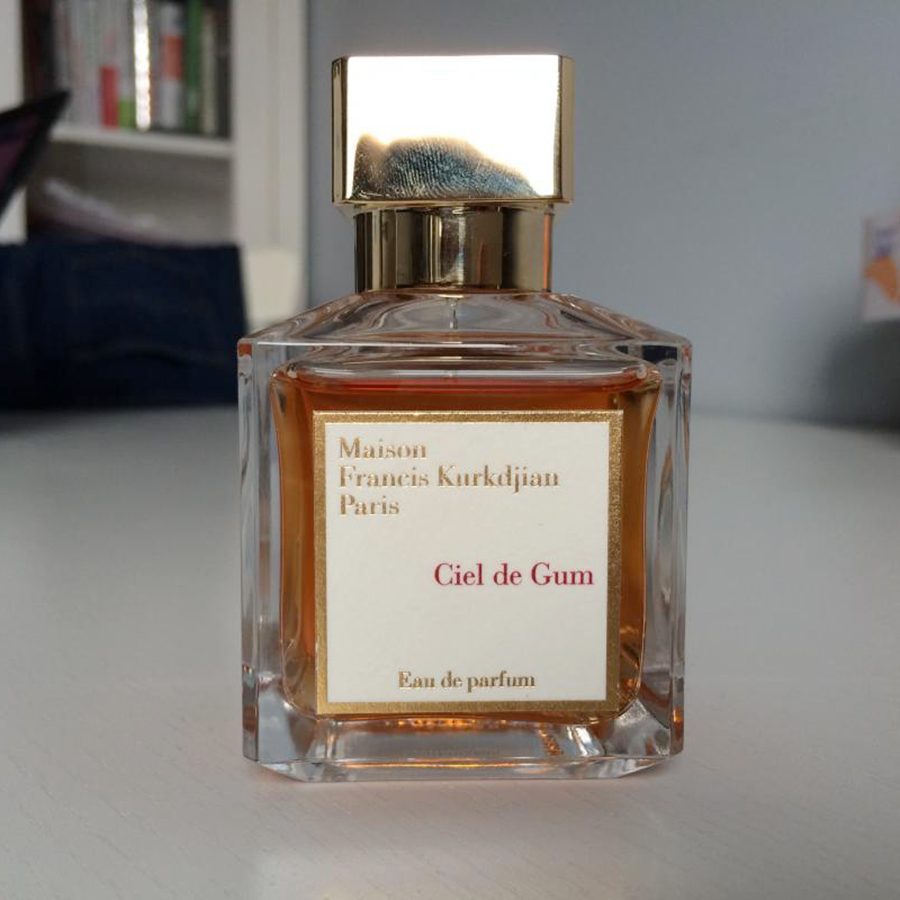 Maison
Francis Kurkdjian
Paris
Ciel de Gum
Eau de parfum